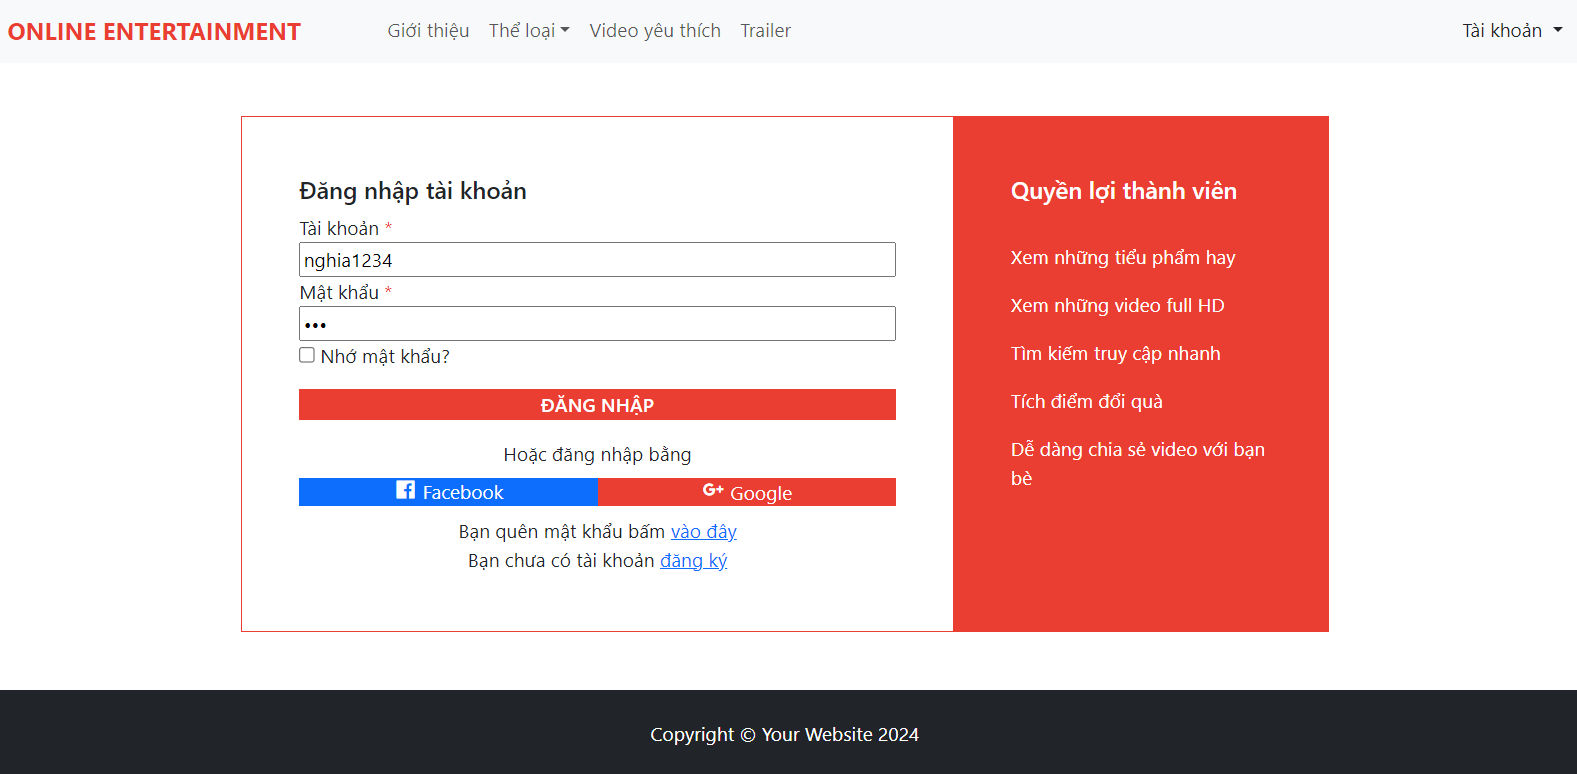 ONLINE ENTERTAINMENT Giới thiệu Thể loại Video yêu thích Trailer Tài khoản
Đăng nhập tài khoản
Tài khoản *
nghia1234
Mật khẩu *
•••
Nhớ mật khẩu?
ĐĂNG NHẬP
Hoặc đăng nhập bằng
Facebook G+ Google
Bạn quên mật khẩu bấm vào đây
Bạn chưa có tài khoản đăng ký
Quyền lợi thành viên
Xem những tiểu phẩm hay
Xem những video full HD
Tìm kiếm truy cập nhanh
Tích điểm đổi quà
Dễ dàng chia sẻ video với bạn
bè
Copyright © Your Website 2024